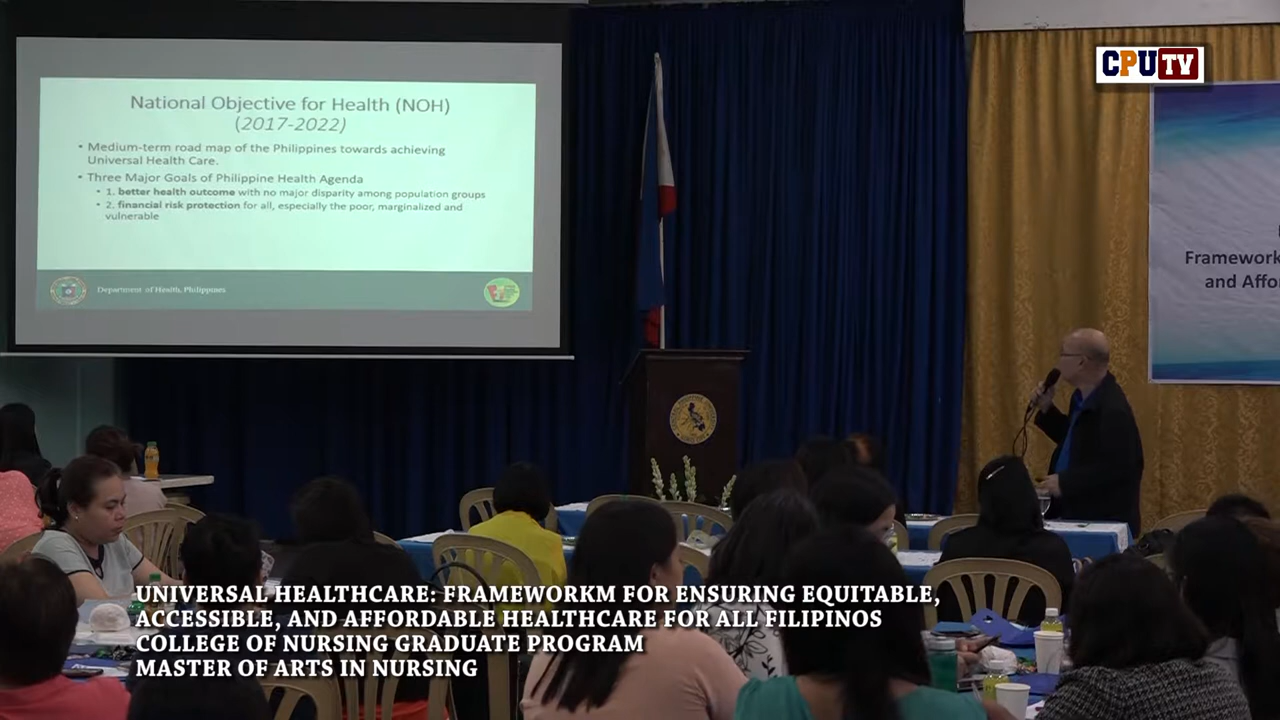 CPUTV
National Objective for Health (NOH)
(2017-2022)
• Medium-term road map of the Philippines towards achieving
Universal Health Care.
• Three Major Goals of Philippine Health Agenda
• 1. better health outcome with no major disparity among population groups
• 2. financial risk protection for all, especially the poor, marginalized and
vulnerable
Department of Health, Philippines
Framework
and Affo
UNIVERSAL HEALTHCARE: FRAMEWORKM FOR ENSURING EQUITABLE,
ACCESSIBLE, AND AFFORDABLE HEALTHCARE FOR ALL FILIPINOS
COLLEGE OF NURSING GRADUATE PROGRAM
MASTER OF ARTS IN NURSING